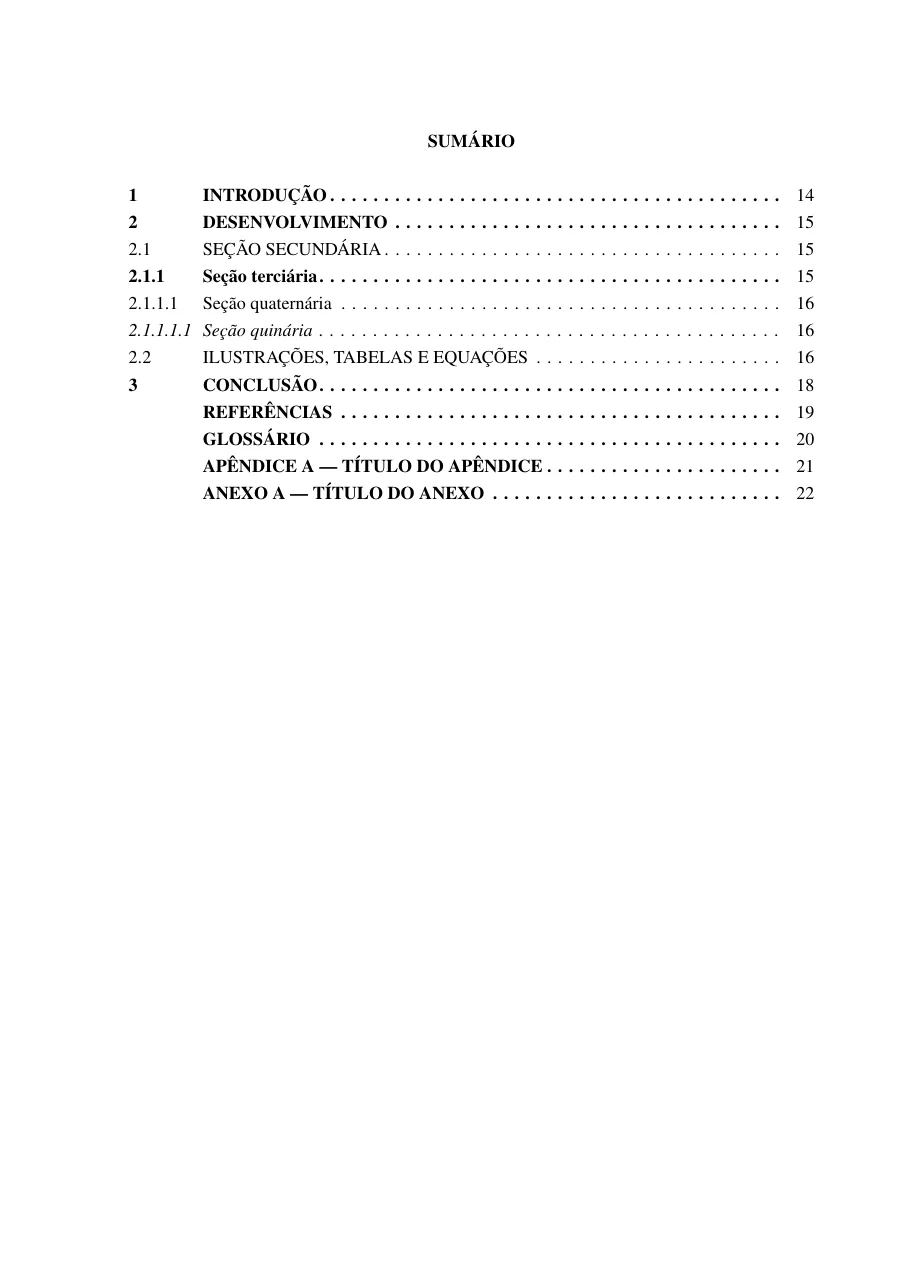 SUMÁRIO
1 INTRODUÇÃO . . . . . . . . . . . . . . . . . . . . . . . . . . . . . . . . . . . . . . . . . . 14
2 DESENVOLVIMENTO . . . . . . . . . . . . . . . . . . . . . . . . . . . . . . . . . . . . 15
2.1 SEÇÃO SECUNDÁRIA . . . . . . . . . . . . . . . . . . . . . . . . . . . . . . . . . . . . . 15
2.1.1 Seção terciária . . . . . . . . . . . . . . . . . . . . . . . . . . . . . . . . . . . . . . . . . . . 15
2.1.1.1 Seção quaternária . . . . . . . . . . . . . . . . . . . . . . . . . . . . . . . . . . . . . . . . . 16
2.1.1.1.1 Seção quinária . . . . . . . . . . . . . . . . . . . . . . . . . . . . . . . . . . . . . . . . . . . 16
2.2 ILUSTRAÇÕES, TABELAS E EQUAÇÕES . . . . . . . . . . . . . . . . . . . . . . . 16
3 CONCLUSÃO . . . . . . . . . . . . . . . . . . . . . . . . . . . . . . . . . . . . . . . . . . . 18
REFERÊNCIAS . . . . . . . . . . . . . . . . . . . . . . . . . . . . . . . . . . . . . . . . . 19
GLOSSÁRIO . . . . . . . . . . . . . . . . . . . . . . . . . . . . . . . . . . . . . . . . . . . 20
APÊNDICE A — TÍTULO DO APÊNDICE . . . . . . . . . . . . . . . . . . . . . . 21
ANEXO A — TÍTULO DO ANEXO . . . . . . . . . . . . . . . . . . . . . . . . . . . 22